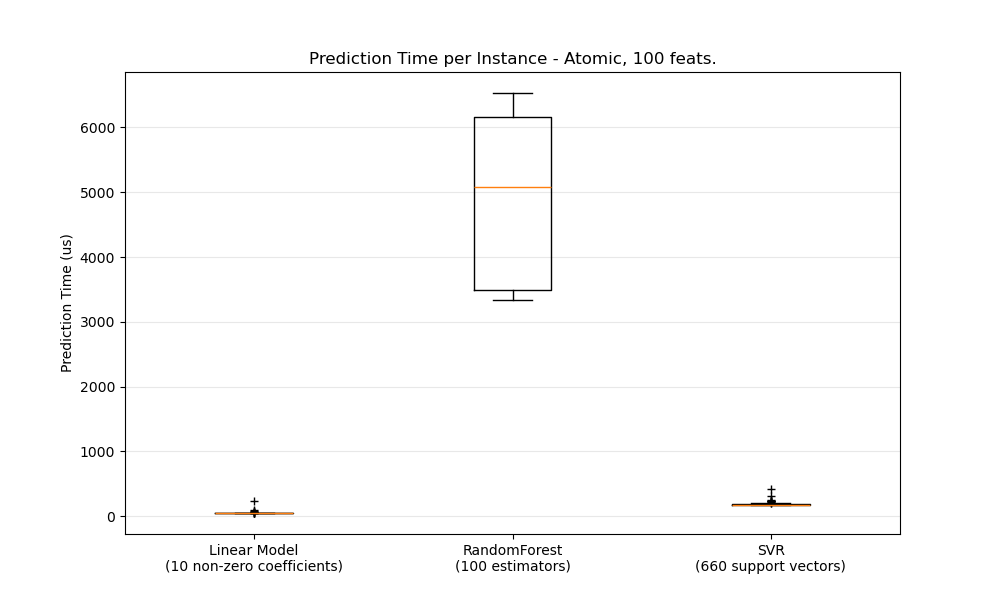 Prediction Time per Instance - Atomic, 100 feats.
Prediction Time (us)
6000
5000
4000
3000
2000
1000
0
Linear Model
(10 non-zero coefficients)
RandomForest
(100 estimators)
SVR
(660 support vectors)